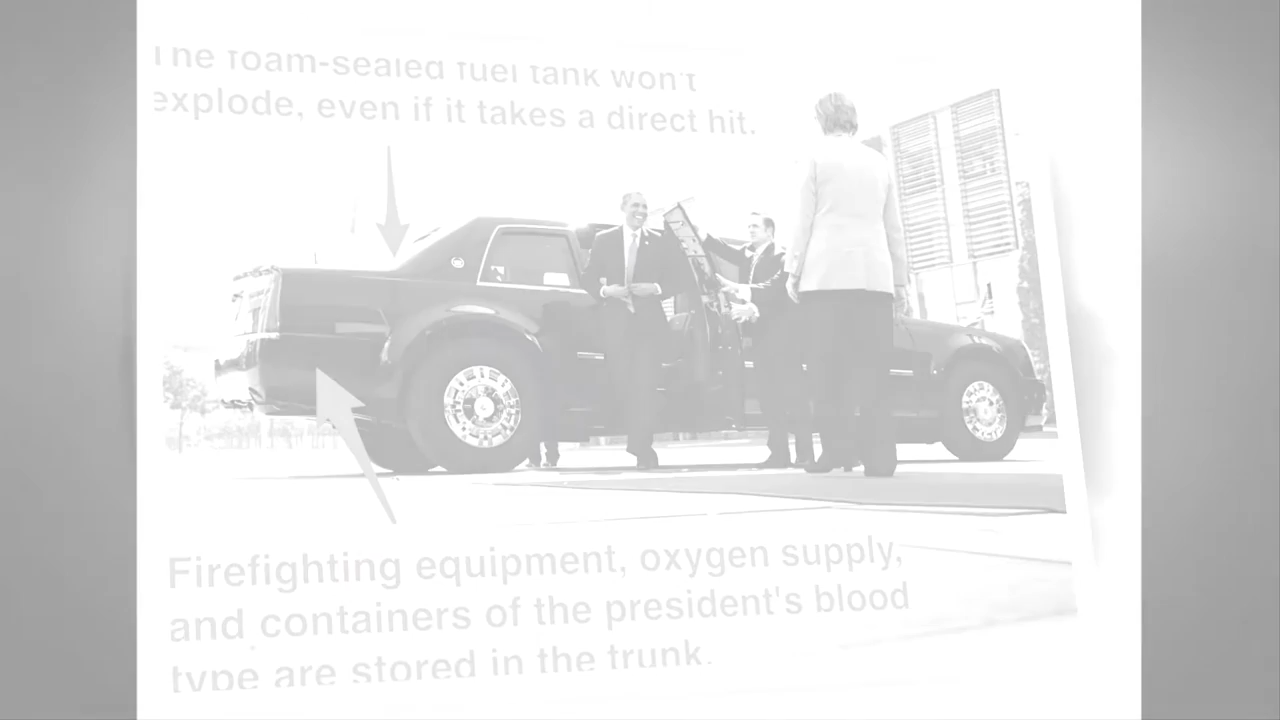 The foam-sealed fuel tank won't
explode, even if it takes a direct hit.
Firefighting equipment, oxygen supply,
and containers of the president's blood
type are stored in the trunk.